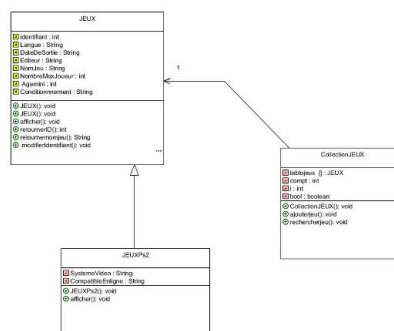 JEUX
Identifiant : int
Langue : String
DateDeSortie : String
Editeur : String
NomJeu : String
NombreMaxJoueur : int
Agemini : int
Conditionnnement : String
JEUX(): void
JEUX(): void
afficher(): void
retournerID(): int
retournernomjeu(): String
modifierIdentifiant(): void
...
1
CollectionJEUX
tablojeux [] : JEUX
compt : int
i : int
bool : boolean
CollectionJEUX(): void
ajouterjeu(): void
rechercherjeu(): void
JEUXPs2
SystemeVideo : String
CompatibleEnligne : String
JEUXPs2(): void
afficher(): void